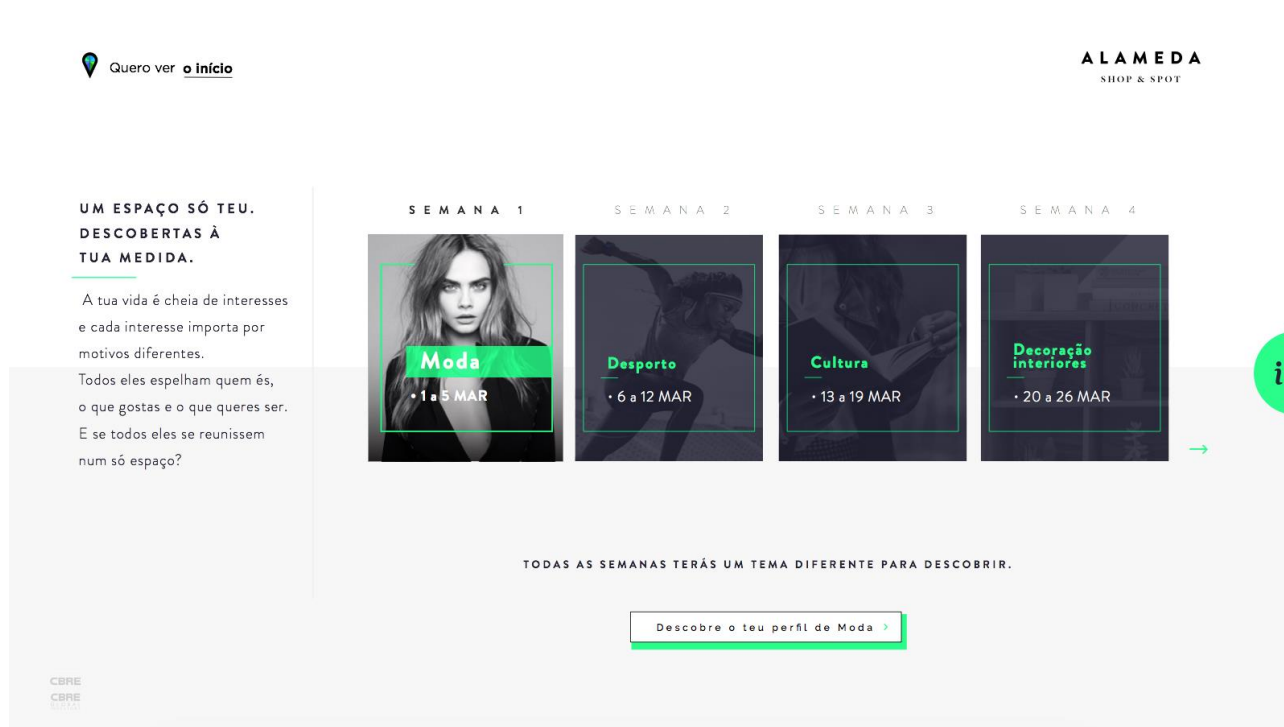 Quero ver o início
ALAMEDA
SHOP & SPOT
UM ESPAÇO SÓ TEU.
DESCOBERTAS À
TUA MEDIDA.
A tua vida é cheia de interesses
e cada interesse importa por
motivos diferentes.
Todos eles espelham quem és,
o que gostas e o que queres ser.
E se todos eles se reunissem
num só espaço?
SEMANA 1
Moda
• 1 a 5 MAR
SEMANA 2
Desporto
• 6 a 12 MAR
SEMANA 3
Cultura
• 13 a 19 MAR
SEMANA 4
Decoração
interiores
• 20 a 26 MAR
i
TODAS AS SEMANAS TERÁS UM TEMA DIFERENTE PARA DESCOBRIR.
Descobre o teu perfil de Moda >
CBRE
CBRE